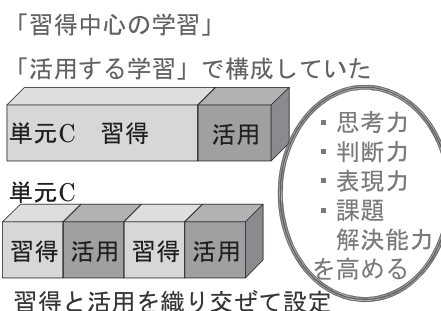 「習得中心の学習」
「活用する学習」で構成していた
単元C 習得 活用
単元C
習得 活用 習得 活用
習得と活用を織り交ぜて設定
・思考力
・判断力
・表現力
・課題
解決能力
を高める